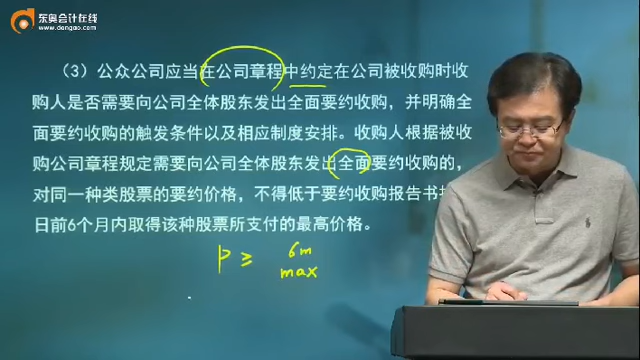 东奥会计在线
www.dongao.com
（3）公众公司应当在公司章程中约定在公司被收购时收
购人是否需要向公司全体股东发出全面要约收购，并明确全
面要约收购的触发条件以及相应制度安排。收购人根据被收
购公司章程规定需要向公司全体股东发出全面要约收购的，
对同一种类股票的要约价格，不得低于要约收购报告书
日前6个月内取得该种股票所支付的最高价格。
P ≥ 6m
max